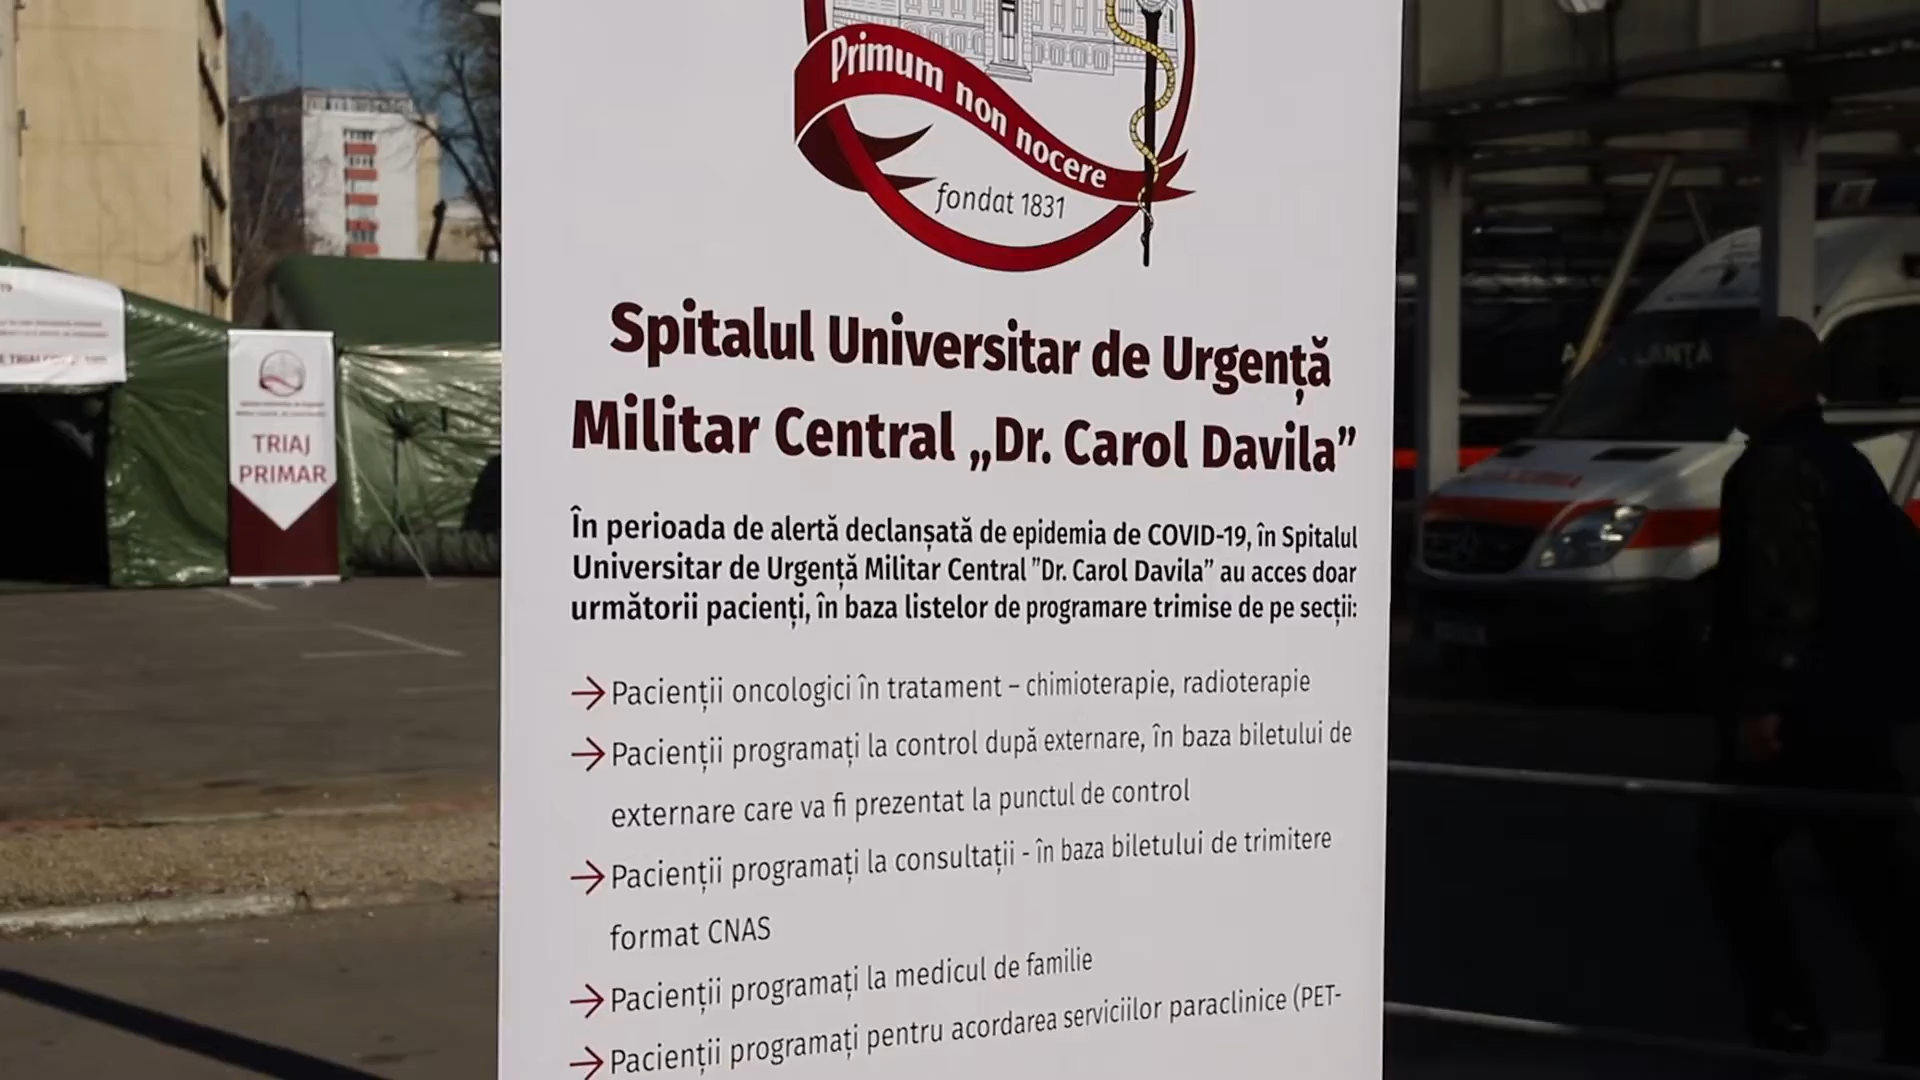 Primum non nocere
fondat 1831
Spitalul Universitar de Urgență
Militar Central „Dr. Carol Davila”
În perioada de alertă declanșată de epidemia de COVID-19, în Spitalul
Universitar de Urgență Militar Central ”Dr. Carol Davila” au acces doar
următorii pacienți, în baza listelor de programare trimise de pe secții:
→ Pacienții oncologici în tratament – chimioterapie, radioterapie
→ Pacienții programați la control după externare, în baza biletului de
externare care va fi prezentat la punctul de control
→ Pacienții programați la consultații - în baza biletului de trimitere
format CNAS
→ Pacienții programați la medicul de familie
→ Pacienții programați pentru acordarea serviciilor paraclinice (PET-
TRIAJ
PRIMAR